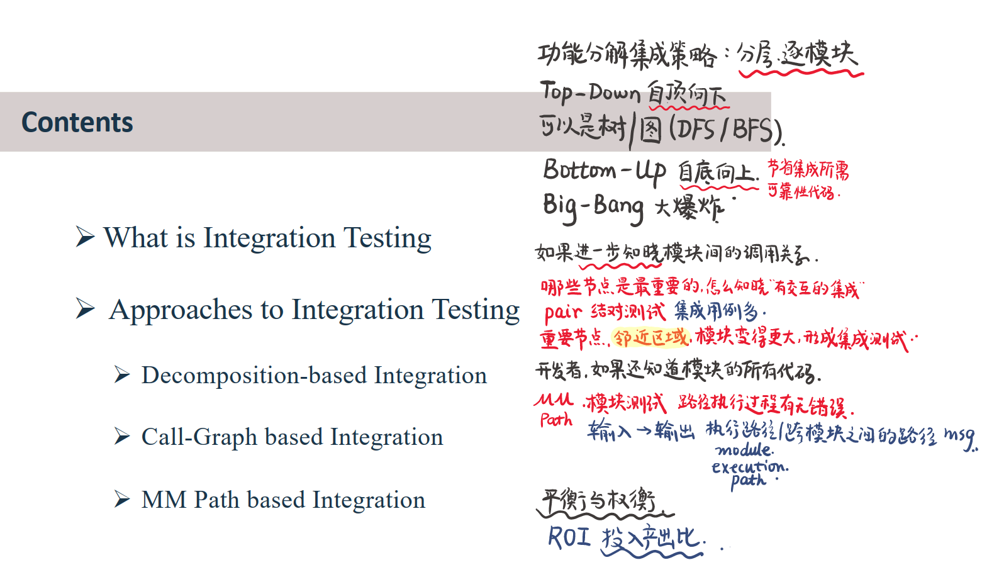 Contents
What is Integration Testing
Approaches to Integration Testing
Decomposition-based Integration
Call-Graph based Integration
MM Path based Integration
功能分解集成策略：分层.逐模块
Top-Down 自顶向下
可以是树/图(DFS/BFS).
Bottom-Up 自底向上.
节省集成所需
可靠性代码.
Big-Bang 大爆炸.
如果进一步知晓模块间的调用关系.
哪些节点是最重要的,怎么知晓"有交互的集成"
pair 结对测试 集成用例多.
重要节点,邻近区域,模块变得更大,形成集成测试..
开发者,如果还知道模块的所有代码.
MM .模块测试 路径执行过程有无错误.
Path
输入→输出 执行路径/跨模块之间的路径 msg..
module.
execution.
path.
平衡与权衡.
ROI 投入产出比.